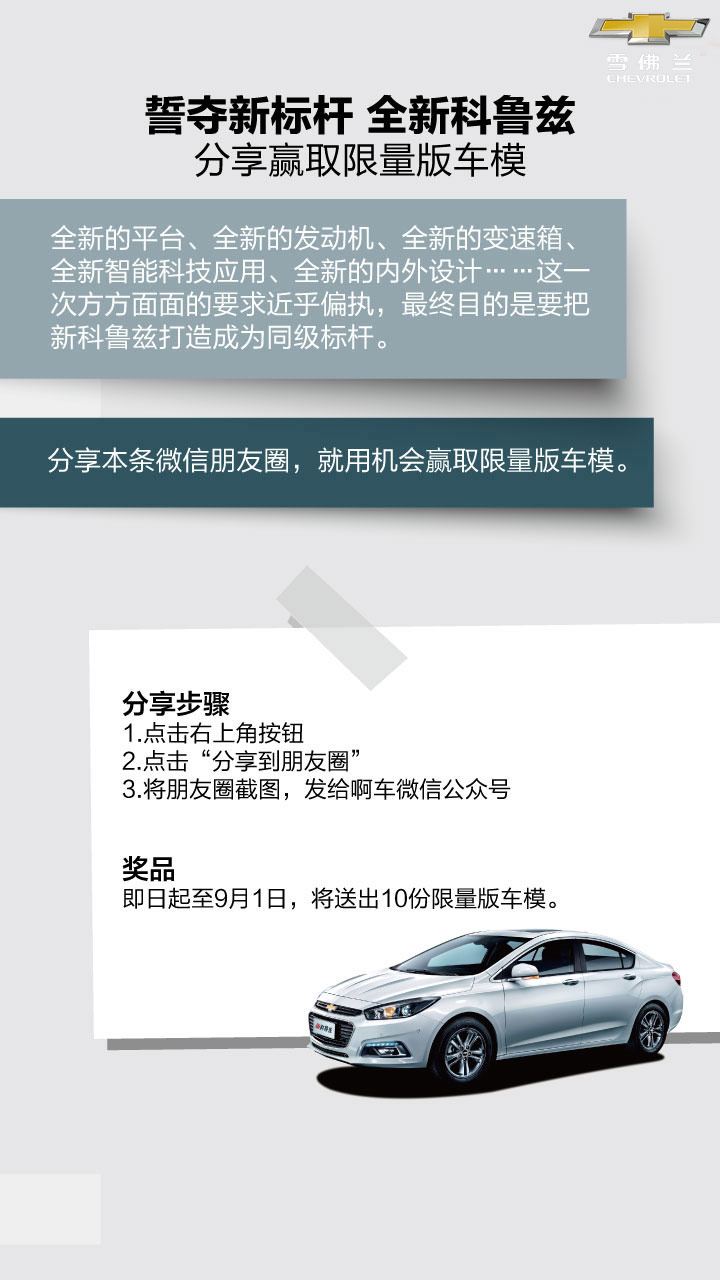 雪佛兰
CHEVROLET
誓夺新标杆 全新科鲁兹
分享赢取限量版车模
全新的平台、全新的发动机、全新的变速箱、
全新智能科技应用、全新的内外设计……这一
次方方面面的要求近乎偏执，最终目的是要把
新科鲁兹打造成为同级标杆。
分享本条微信朋友圈，就用机会赢取限量版车模。
分享步骤
1.点击右上角按钮
2.点击“分享到朋友圈”
3.将朋友圈截图，发给啊车微信公众号
奖品
即日起至9月1日，将送出10份限量版车模。